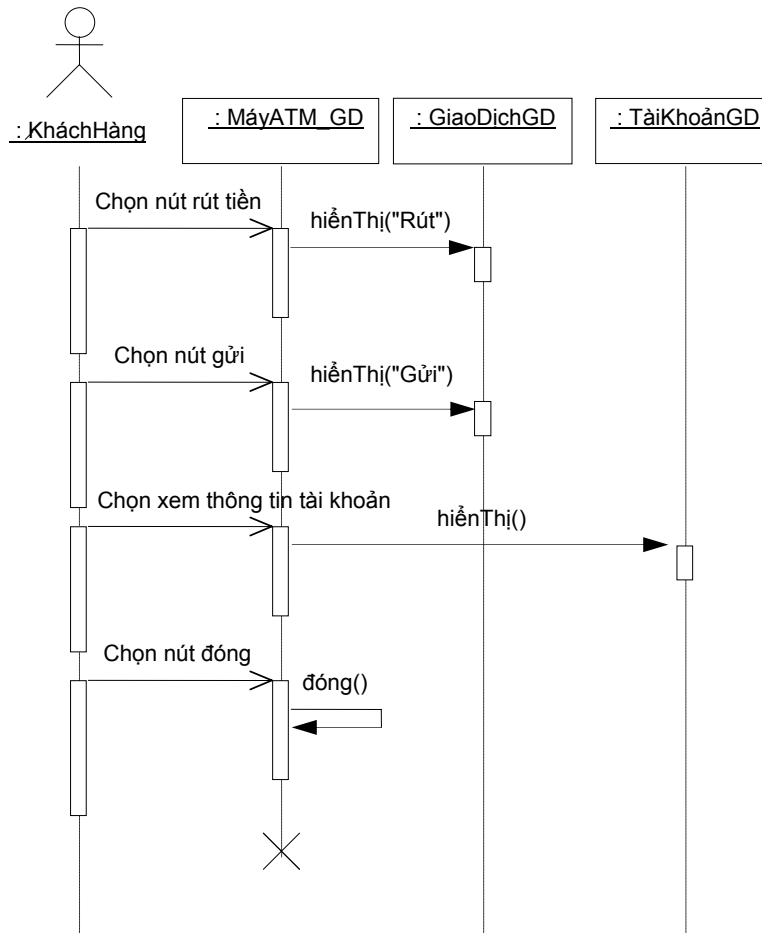 : KháchHàng
: MáyATM_GD
: GiaoDịchGD
: TàiKhoảnGD
Chọn nút rút tiền
hiểnThị("Rút")
Chọn nút gửi
hiểnThị("Gửi")
Chọn xem thông tin tài khoản
hiểnThị()
Chọn nút đóng
đóng()